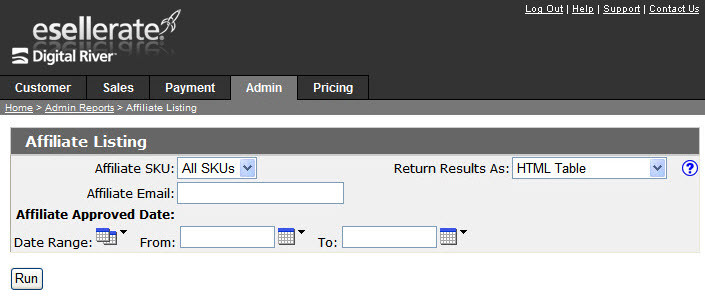 Log Out | Help | Support | Contact Us
esellerate
Digital River
Customer Sales Payment Admin Pricing
Home > Admin Reports > Affiliate Listing
Affiliate Listing
Affiliate SKU: All SKUs Return Results As: HTML Table ?
Affiliate Email:
Affiliate Approved Date:
Date Range: From: To:
Run